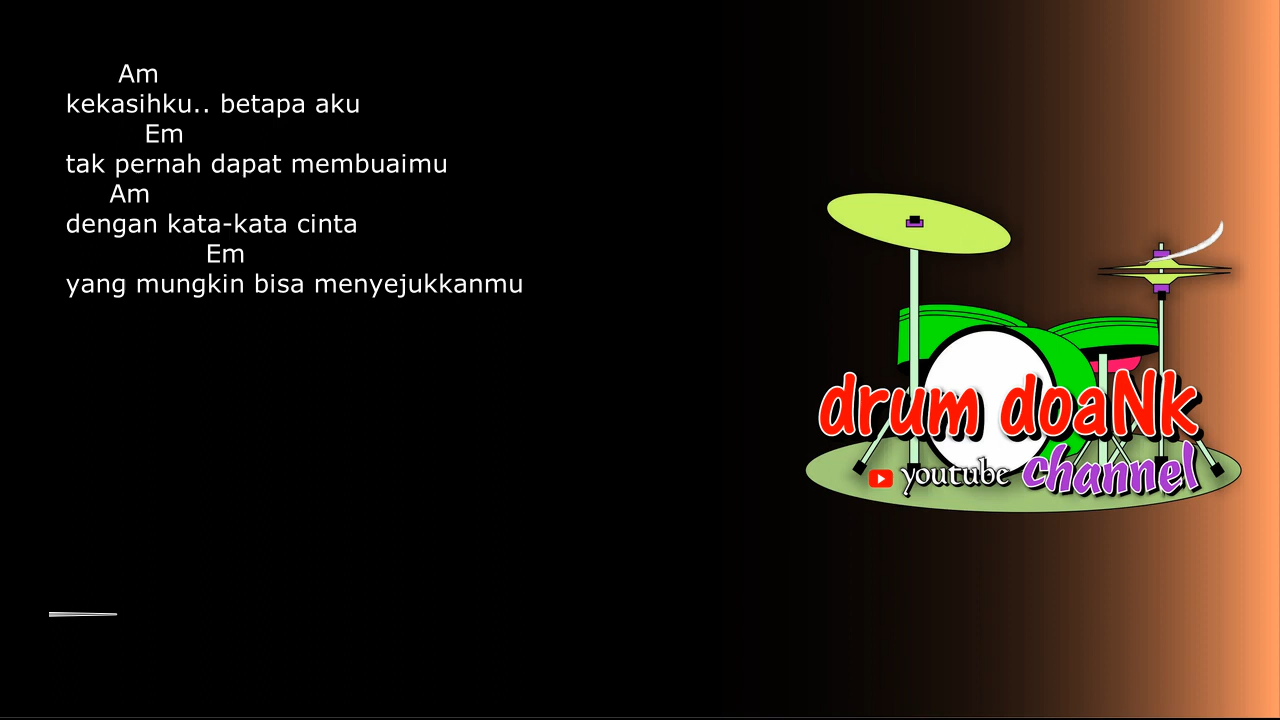 Am
kekasihku.. betapa aku
Em
tak pernah dapat membuaimu
Am
dengan kata-kata cinta
Em
yang mungkin bisa menyejukkanmu
drum doaNk
youtube channel